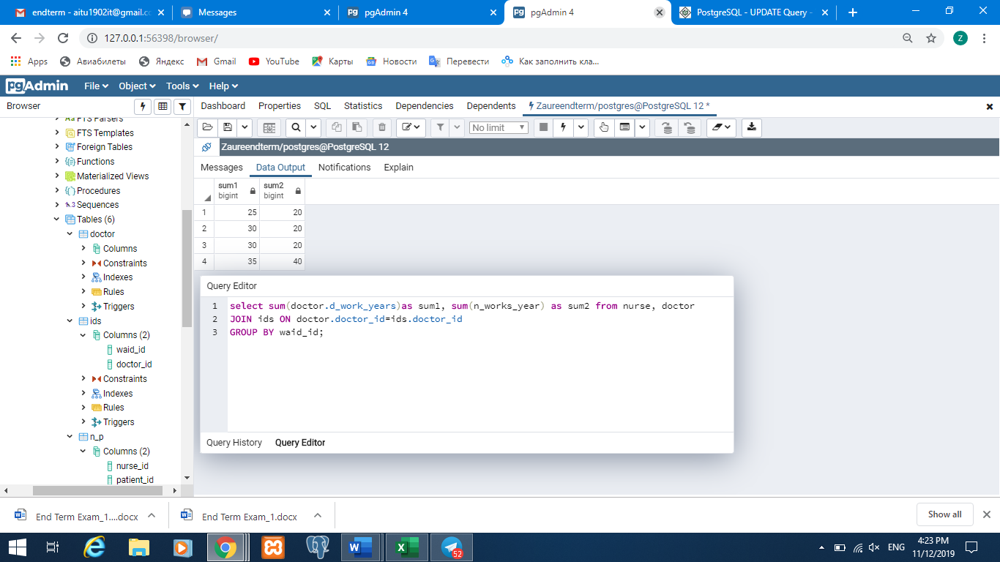 endterm - aitu1902it@gmail.co
Messages
pgAdmin 4
pgAdmin 4
PostgreSQL - UPDATE Query -
127.0.0.1:56398/browser/
Z
Apps
Авиабилеты
Яндекс
Gmail
YouTube
Карты
Новости
Перевести
Как заполнить кла...
pgAdmin
File
Object
Tools
Help
Browser
Dashboard
Properties
SQL
Statistics
Dependencies
Dependents
Zaureendterm/postgres@PostgreSQL 12 *
No limit
Zaureendterm/postgres@PostgreSQL 12
Messages
Data Output
Notifications
Explain
FTS Parsers
FTS Templates
Foreign Tables
Functions
Materialized Views
Procedures
1..3 Sequences
Tables (6)
doctor
Columns
Constraints
Indexes
Rules
Triggers
ids
Columns (2)
waid_id
doctor_id
Constraints
Indexes
Rules
Triggers
n_p
Columns (2)
nurse_id
patient_id
sum1 sum2
bigint bigint
1 25 20
2 30 20
3 30 20
4 35 40
Query Editor
1 select sum(doctor.d_work_years)as sum1, sum(n_works_year) as sum2 from nurse, doctor
2 JOIN ids ON doctor.doctor_id=ids.doctor_id
3 GROUP BY waid_id;
Query History
Query Editor
End Term Exam_1....docx
End Term Exam_1.docx
Show all
52
ENG
4:23 PM
11/12/2019